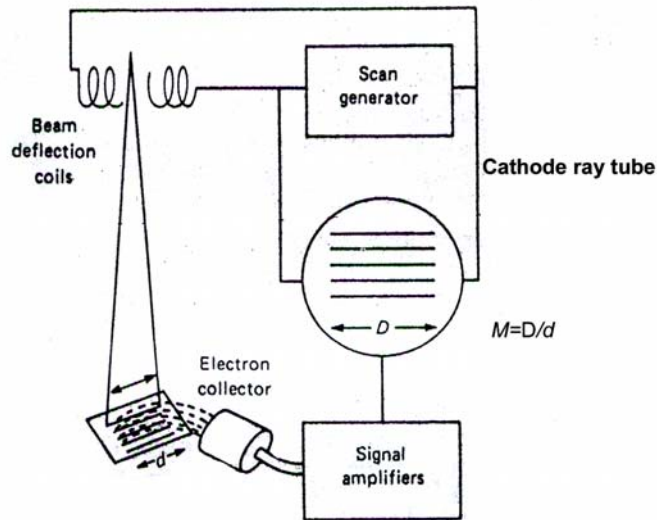 Scan
generator
Beam
deflection
coils
Cathode ray tube
D
M=D/d
Electron
collector
d
Signal
amplifiers